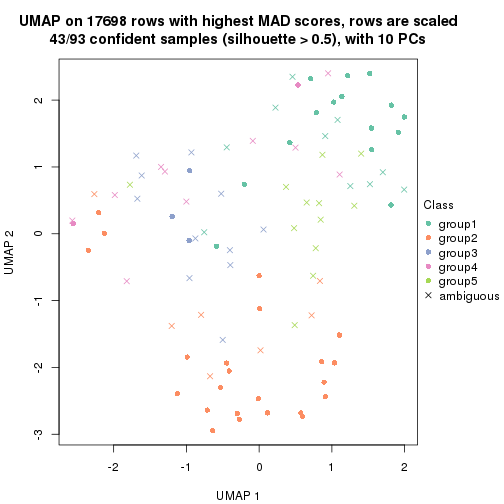 UMAP on 17698 rows with highest MAD scores, rows are scaled
43/93 confident samples (silhouette > 0.5), with 10 PCs
2
1
0
-1
-2
-3
UMAP 2
-2
-1
0
1
2
UMAP 1
Class
group1
group2
group3
group4
group5
ambiguous